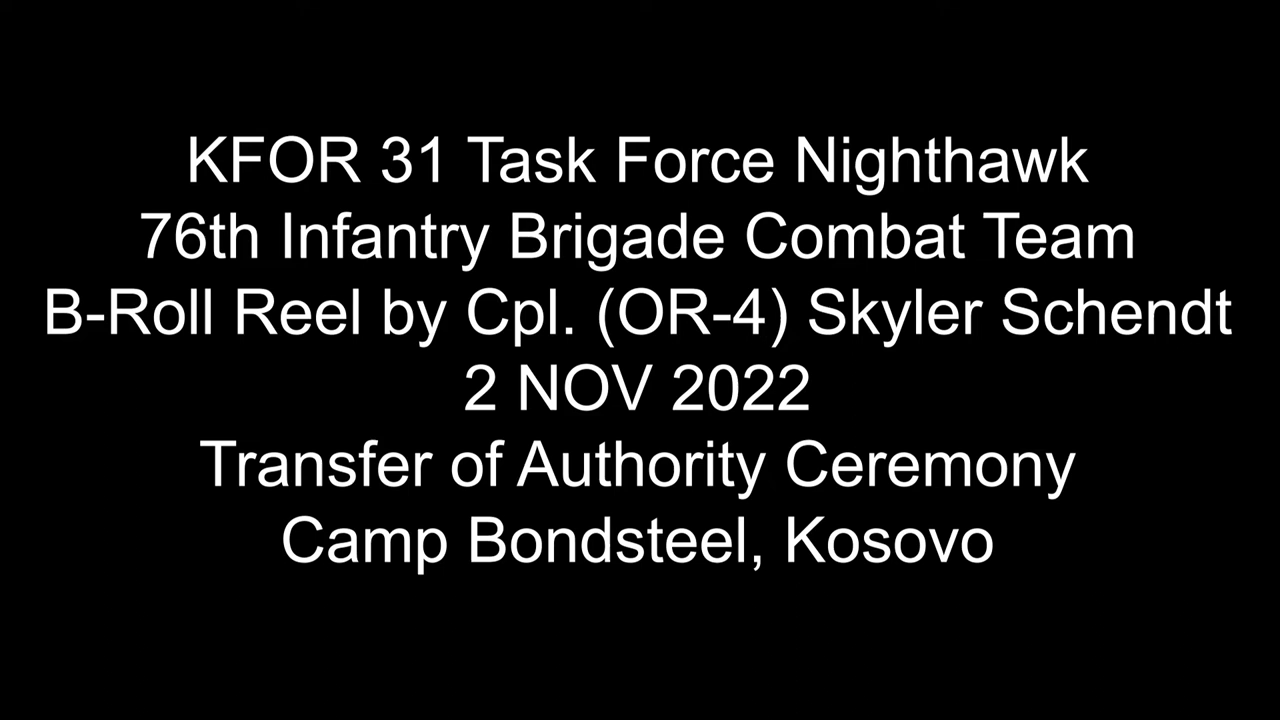 KFOR 31 Task Force Nighthawk
76th Infantry Brigade Combat Team
B-Roll Reel by Cpl. (OR-4) Skyler Schendt
2 NOV 2022
Transfer of Authority Ceremony
Camp Bondsteel, Kosovo